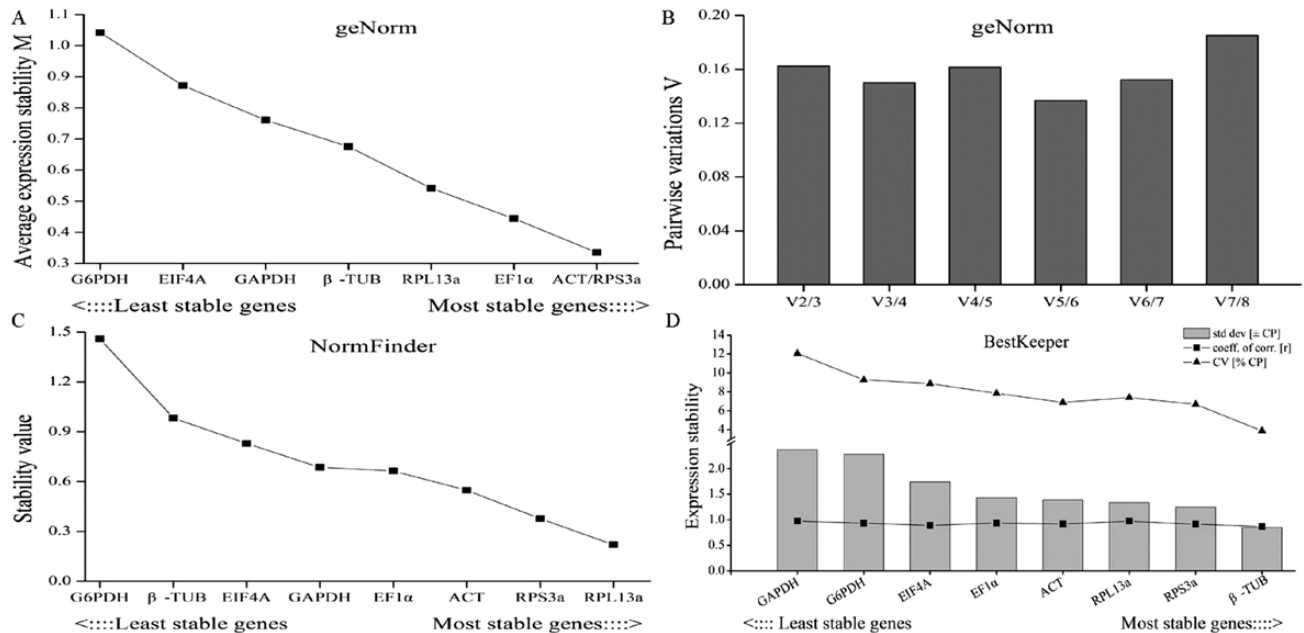 A
geNorm
Average expression stability M
1.1
1.0
0.9
0.8
0.7
0.6
0.5
0.4
0.3
G6PDH EIF4A GAPDH β -TUB RPL13a EF1α ACT/RPS3a
<::::Least stable genes Most stable genes::::>
B
geNorm
Pairwise variations V
0.20
0.16
0.12
0.08
0.04
0.00
V2/3 V3/4 V4/5 V5/6 V6/7 V7/8
C
NormFinder
Stability value
1.5
1.2
0.9
0.6
0.3
0.0
G6PDH β -TUB EIF4A GAPDH EF1α ACT RPS3a RPL13a
<::::Least stable genes Most stable genes::::>
D
BestKeeper
std dev [± CP]
coeff. of corr. [r]
CV [% CP]
Expression stability
14
12
10
8
6
4
2.0
1.5
1.0
0.5
0.0
GAPDH G6PDH EIF4A EF1α ACT RPL13a RPS3a β -TUB
<:::: Least stable genes Most stable genes::::>